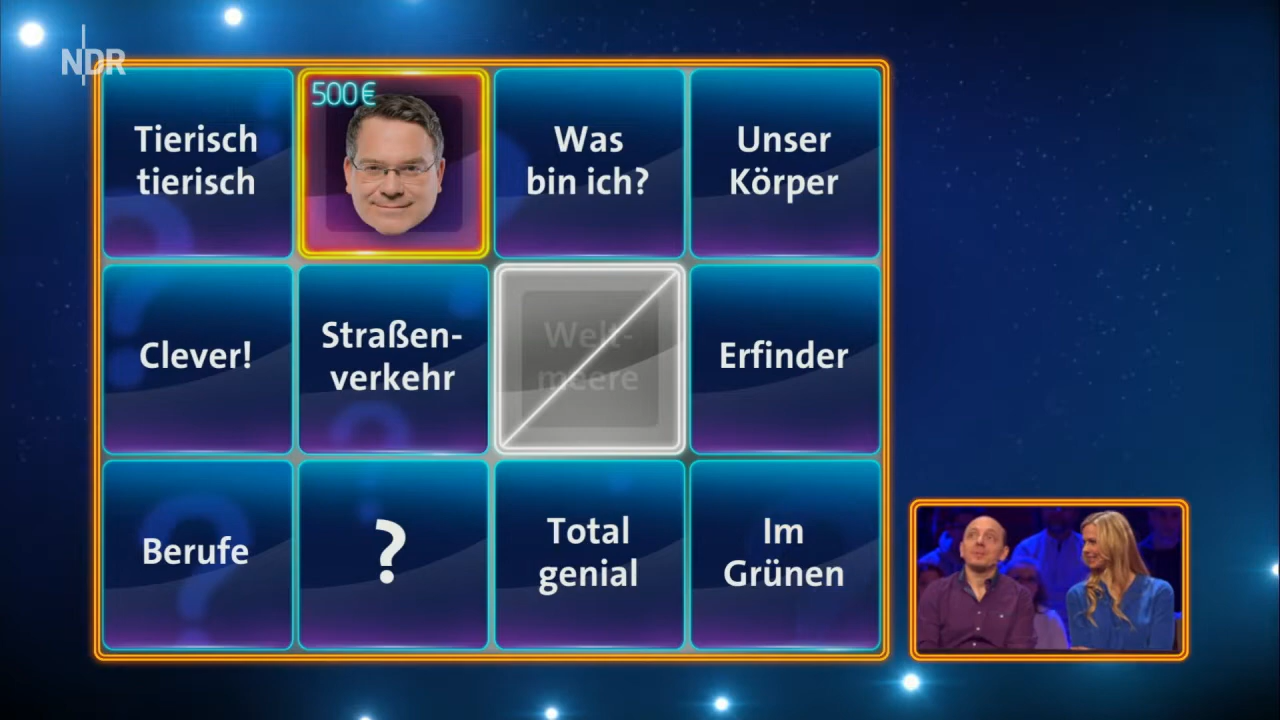 NDR
Tierisch
tierisch
500€
Was
bin ich?
Unser
Körper
Clever!
Straßen-
verkehr
Welt-
meere
Erfinder
Berufe
?
Total
genial
Im
Grünen